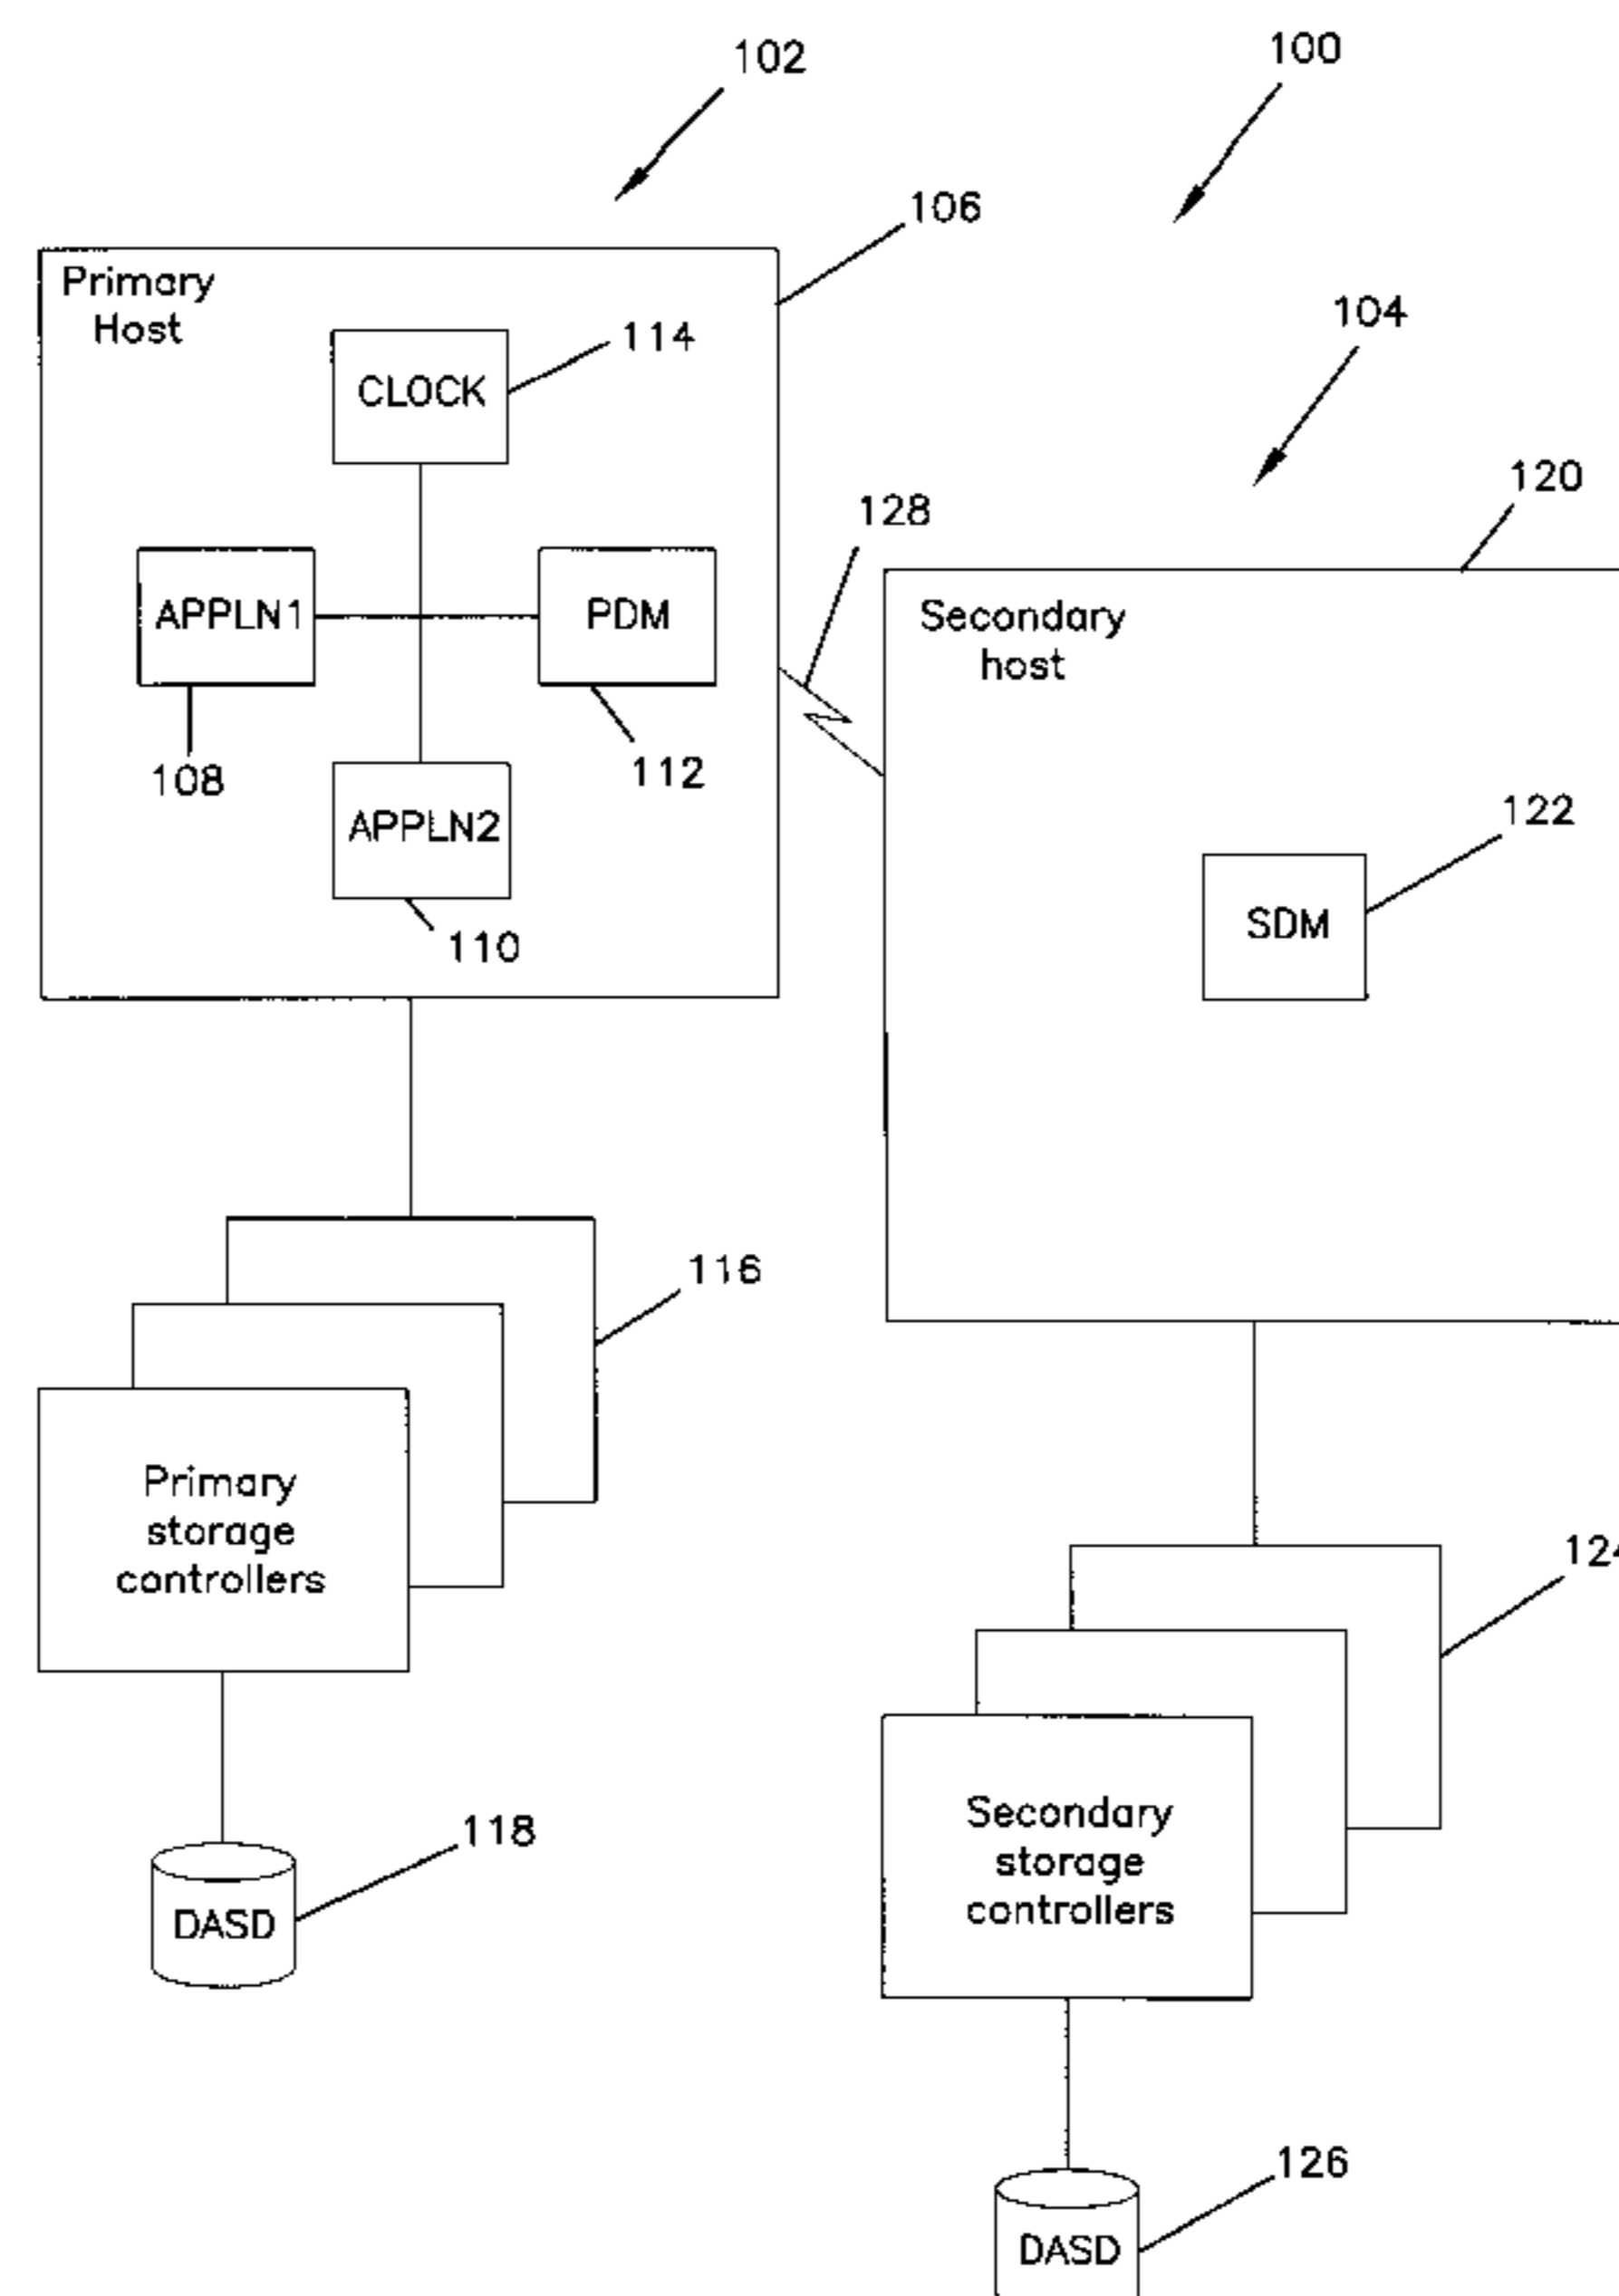 102
100
106
Primary
Host
104
114
CLOCK
120
128
APPLN1
PDM
Secondary
host
108
112
122
APPLN2
SDM
110
116
Primary
storage
controllers
124
118
Secondary
storage
controllers
DASD
126
DASD